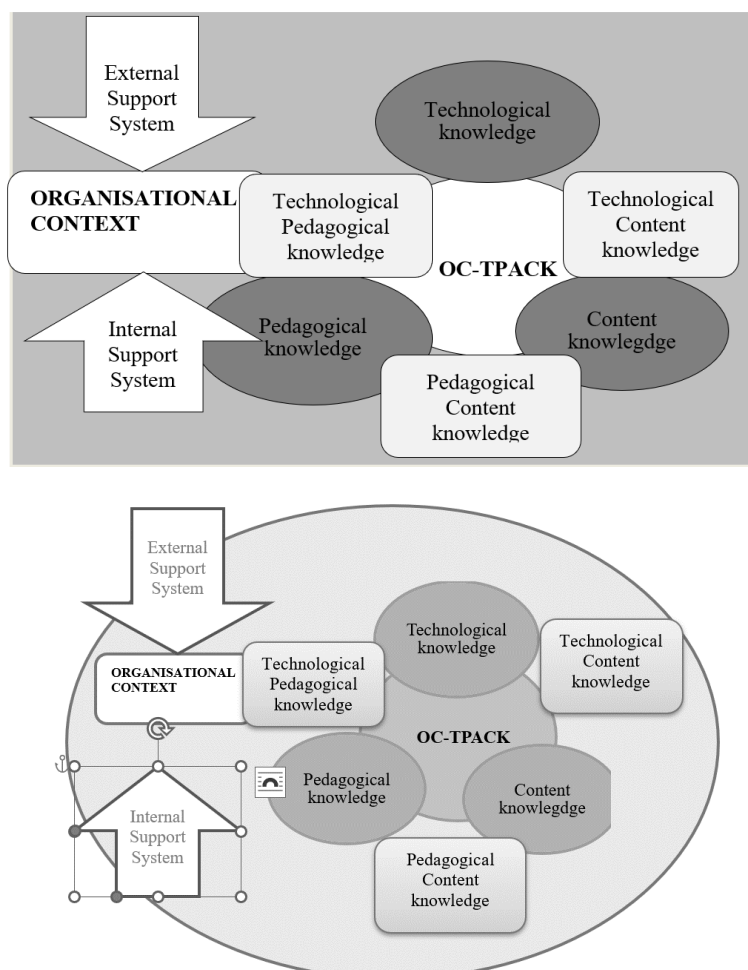 External
Support
System
Technological
knowledge
ORGANISATIONAL
CONTEXT
Technological
Pedagogical
knowledge
Technological
Content
knowledge
OC-TPACK
Internal
Support
System
Pedagogical
knowledge
Content
knowlegdge
Pedagogical
Content
knowledge
External
Support
System
Technological
knowledge
Technological
Content
knowledge
ORGANISATIONAL
CONTEXT
Technological
Pedagogical
knowledge
OC-TPACK
Pedagogical
knowledge
Content
knowlegdge
Internal
Support
System
Pedagogical
Content
knowledge